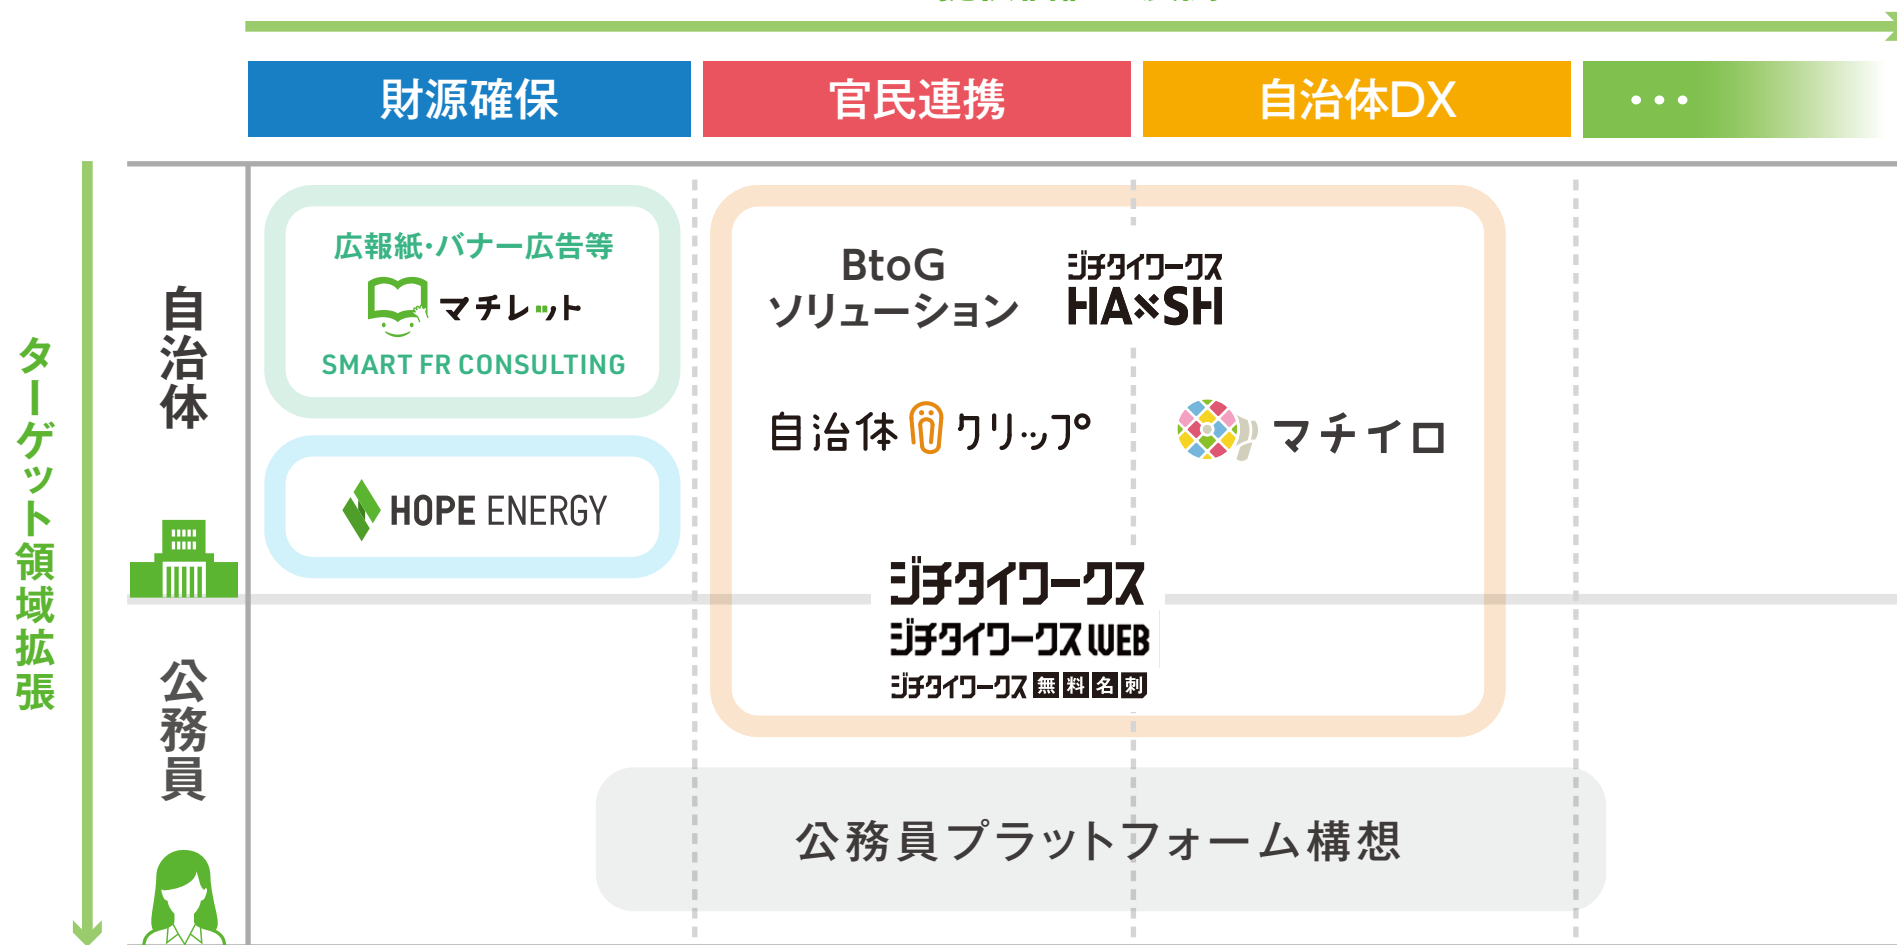 財源確保
官民連携
自治体DX
・・・
ターゲット領域拡張
自治体
広報紙・バナー広告等
マチレット
SMART FR CONSULTING
HOPE ENERGY
BtoG
ソリューション
ジチタイワークス
HA×SH
自治体クリップ
マチイロ
ジチタイワークス
ジチタイワークス WEB
ジチタイワークス 無料名刺
公務員
公務員プラットフォーム構想